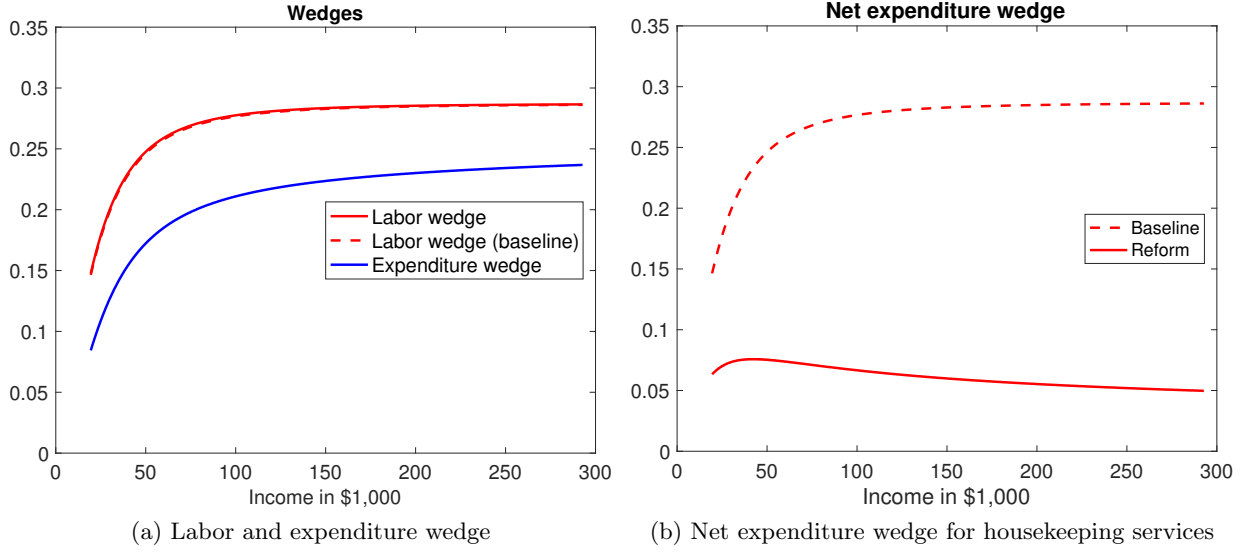 Wedges
0.35
0.3
0.25
0.2
0.15
0.1
0.05
0
Labor wedge
Labor wedge (baseline)
Expenditure wedge
0 50 100 150 200 250 300
Income in $1,000
(a) Labor and expenditure wedge
Net expenditure wedge
0.35
0.3
0.25
0.2
0.15
0.1
0.05
0
Baseline
Reform
0 50 100 150 200 250 300
Income in $1,000
(b) Net expenditure wedge for housekeeping services